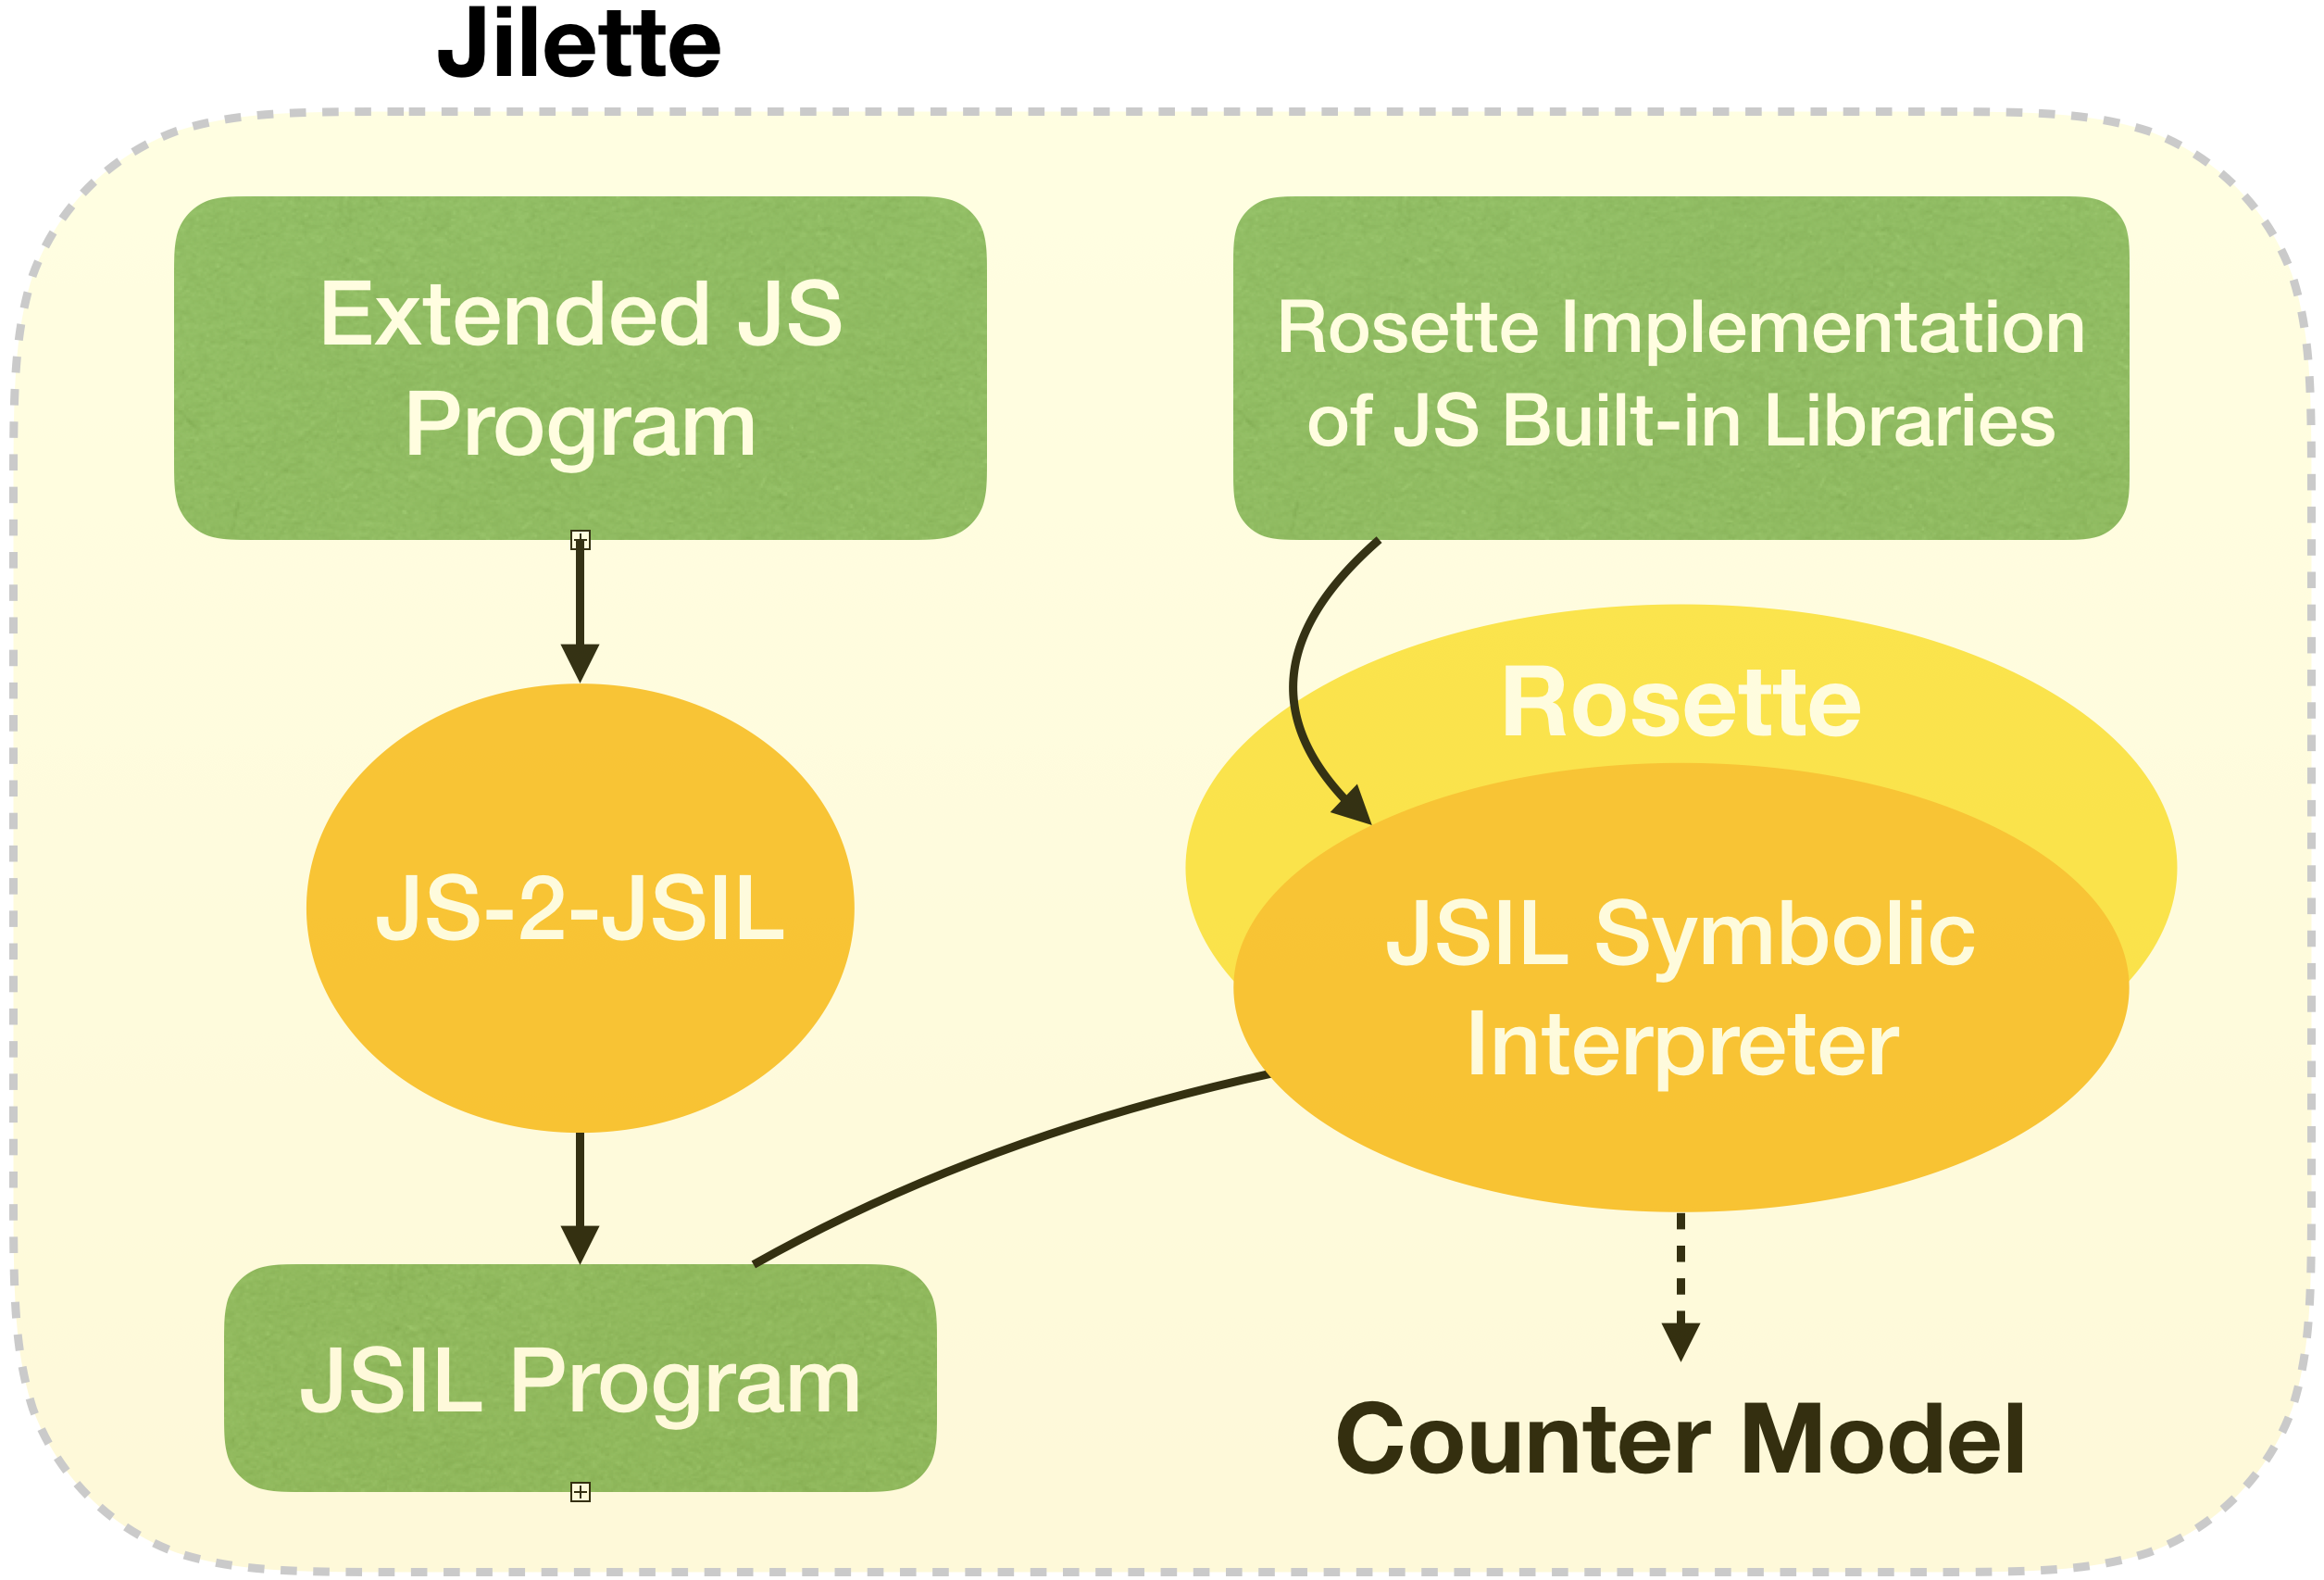 Jilette
Extended JS
Program
Rosette Implementation
of JS Built-in Libraries
Rosette
JS-2-JSIL
JSIL Symbolic
Interpreter
JSIL Program
Counter Model